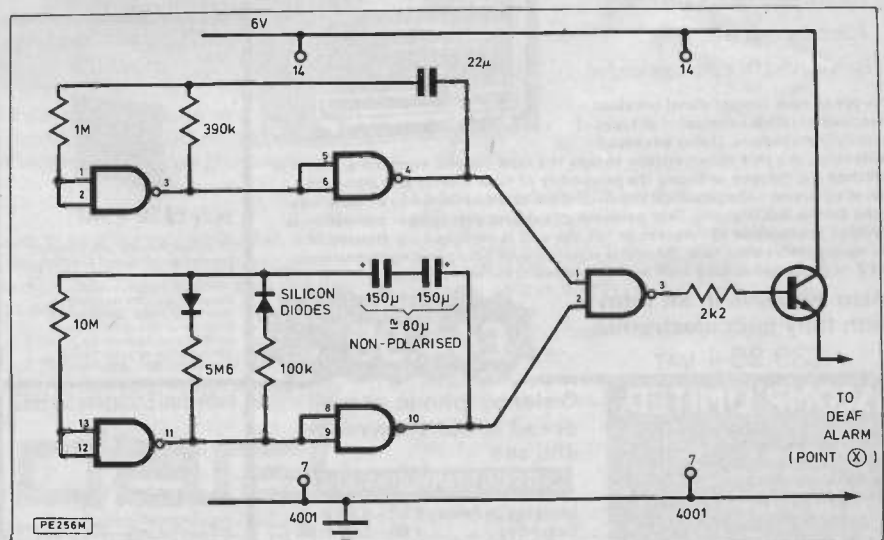 6V
14
14
22μ
1M
390k
1
2
3
5
6
4
10M
SILICON
DIODES
+
+
150μ
150μ
≃ 80μ
NON-POLARISED
5M6
100k
1
2
3
2k2
13
12
11
8
9
10
TO
DEAF
ALARM
(POINT Ⓧ)
7
7
4001
4001
PE256M